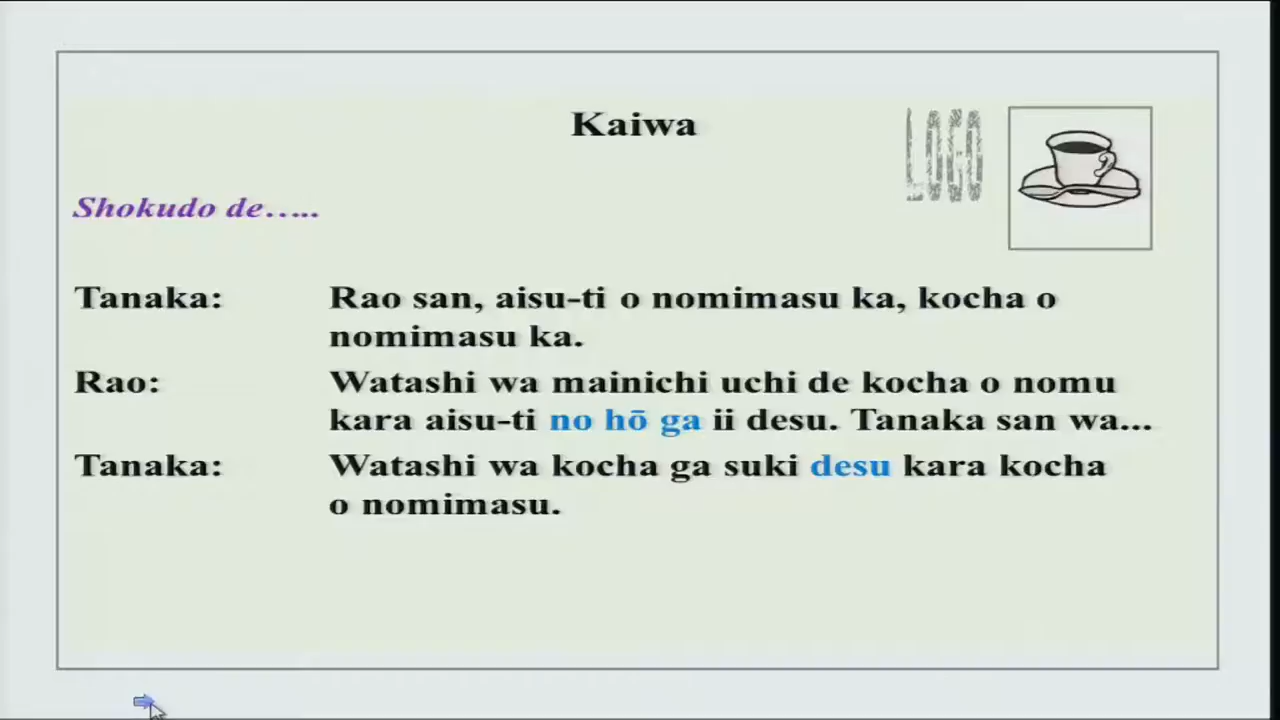 Kaiwa
LOGO
Shokudo de.....
Tanaka: Rao san, aisu-ti o nomimasu ka, kocha o
nomimasu ka.
Rao: Watashi wa mainichi uchi de kocha o nomu
kara aisu-ti no hō ga ii desu. Tanaka san wa...
Tanaka: Watashi wa kocha ga suki desu kara kocha
o nomimasu.